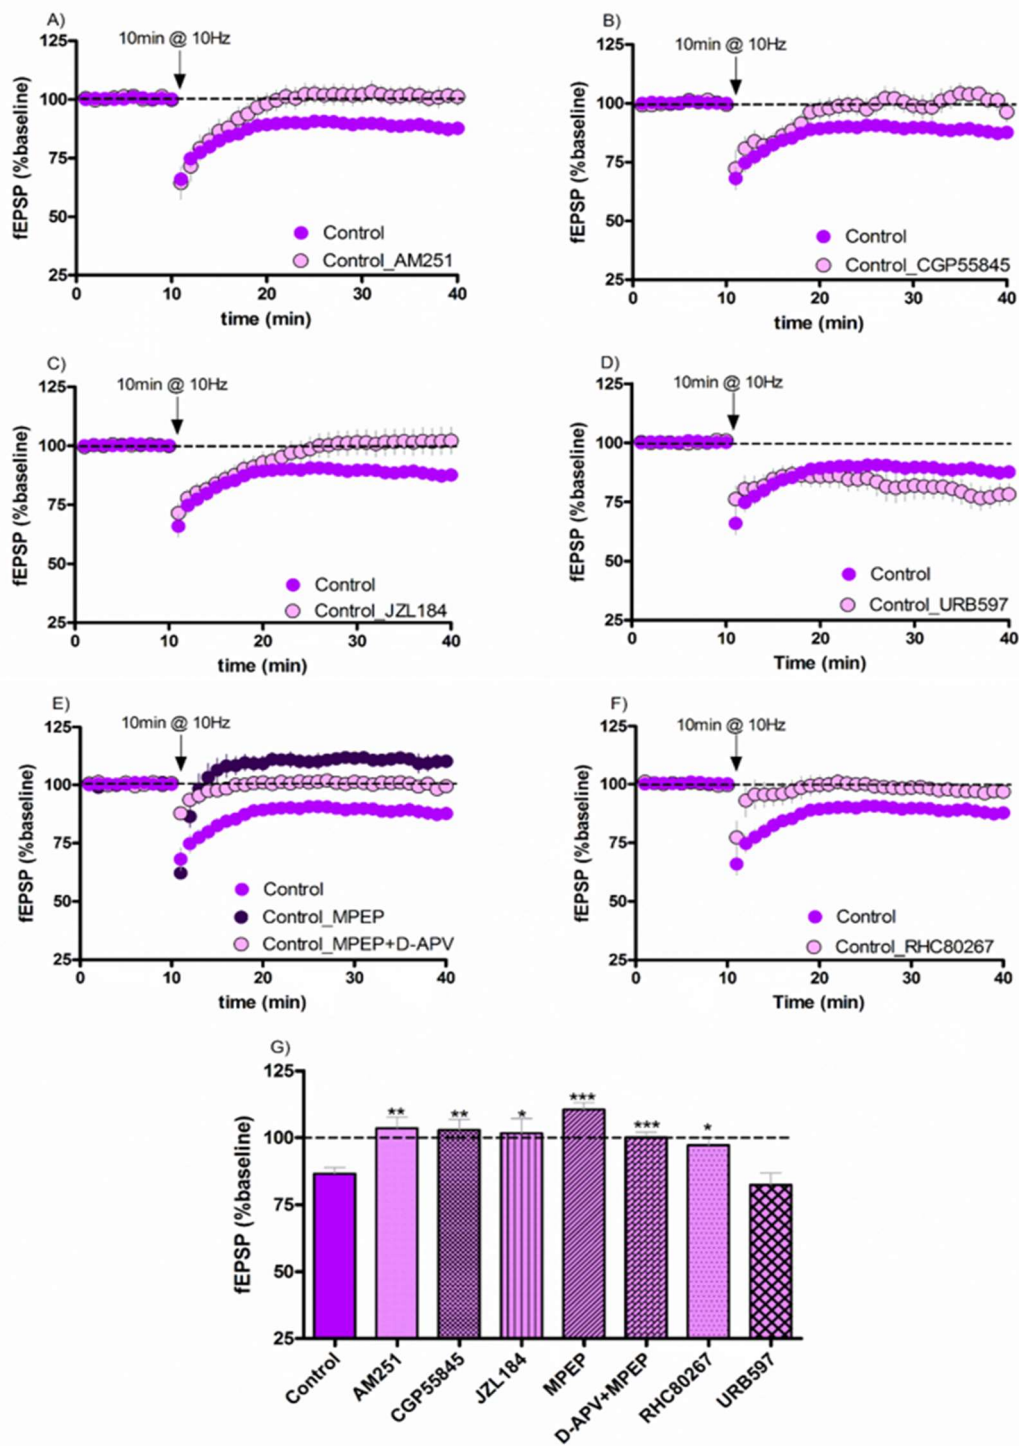 A)
10min @ 10Hz
125
100
75
50
25
fEPSP (%baseline)
Control
Control_AM251
0 10 20 30 40
time (min)
B)
10min @ 10Hz
125
100
75
50
25
fEPSP (%baseline)
Control
Control_CGP55845
0 10 20 30 40
time (min)
C)
10min @ 10Hz
125
100
75
50
25
fEPSP (%baseline)
Control
Control_JZL184
0 10 20 30 40
time (min)
D)
10min @ 10Hz
125
100
75
50
25
fEPSP (%baseline)
Control
Control_URB597
0 10 20 30 40
Time (min)
E)
10min @ 10Hz
125
100
75
50
25
fEPSP (%baseline)
Control
Control_MPEP
Control_MPEP+D-APV
0 10 20 30 40
time (min)
F)
10min @ 10Hz
125
100
75
50
25
fEPSP (%baseline)
Control
Control_RHC80267
0 10 20 30 40
Time (min)
G)
125
100
75
50
25
fEPSP (%baseline)
** ** * *** *** *
Control
AM251
CGP55845
JZL184
MPEP
D-APV+MPEP
RHC80267
URB597